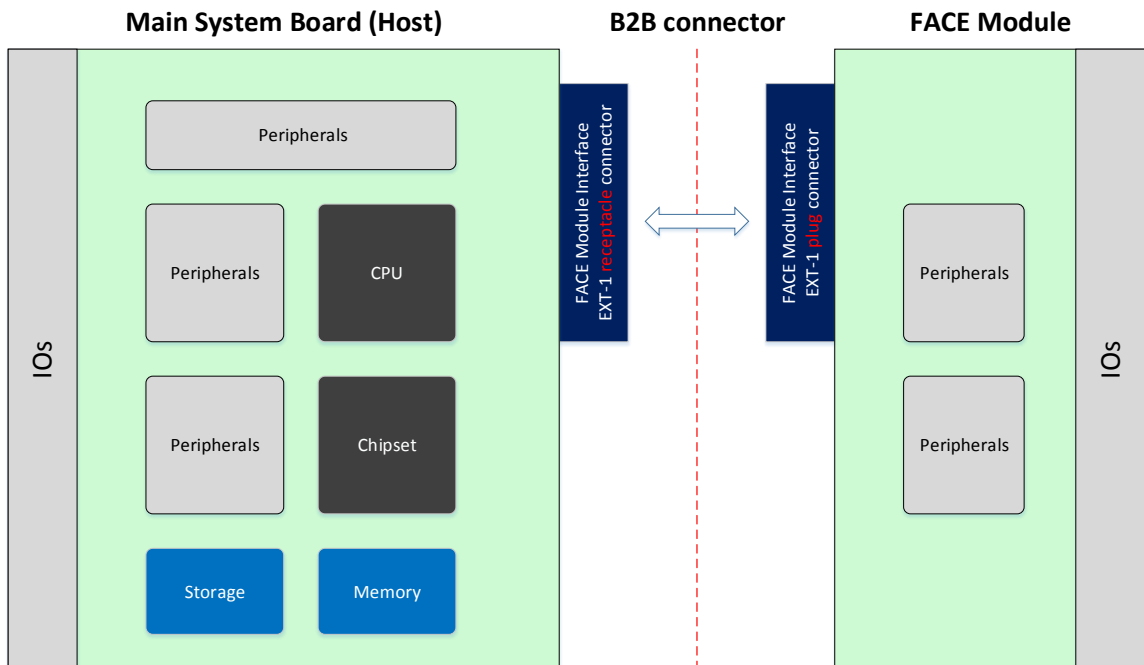 Main System Board (Host)
B2B connector
FACE Module
IOs
Peripherals
Peripherals
CPU
Peripherals
Chipset
Storage
Memory
FACE Module Interface
EXT-1 receptacle connector
FACE Module Interface
EXT-1 plug connector
Peripherals
Peripherals
IOs